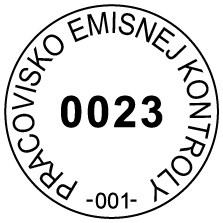 PRACOVISKO EMISNEJ KONTROLY
0023
-001-